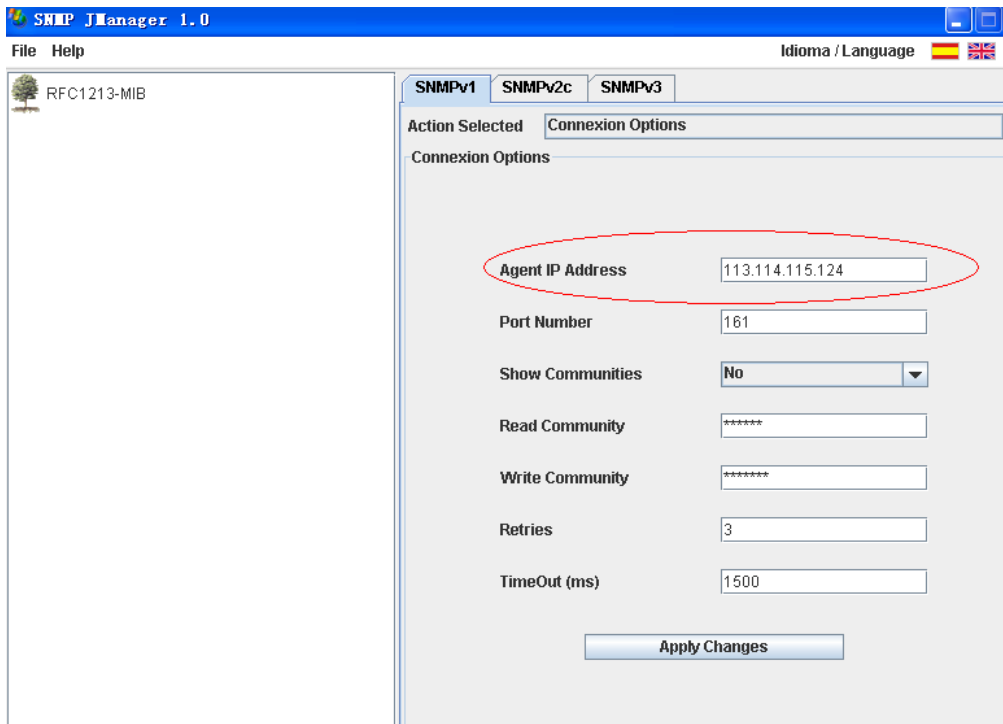 SNMP JManager 1.0
File Help Idioma / Language
RFC1213-MIB
SNMPv1 SNMPv2c SNMPv3
Action Selected Connexion Options
Connexion Options
Agent IP Address 113.114.115.124
Port Number 161
Show Communities No
Read Community ******
Write Community *******
Retries 3
TimeOut (ms) 1500
Apply Changes